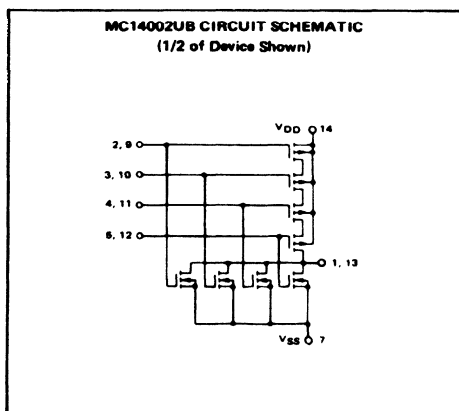 MC14002UB CIRCUIT SCHEMATIC
(1/2 of Device Shown)
VDD 14
2, 9
3, 10
4, 11
5, 12
1, 13
VSS 7